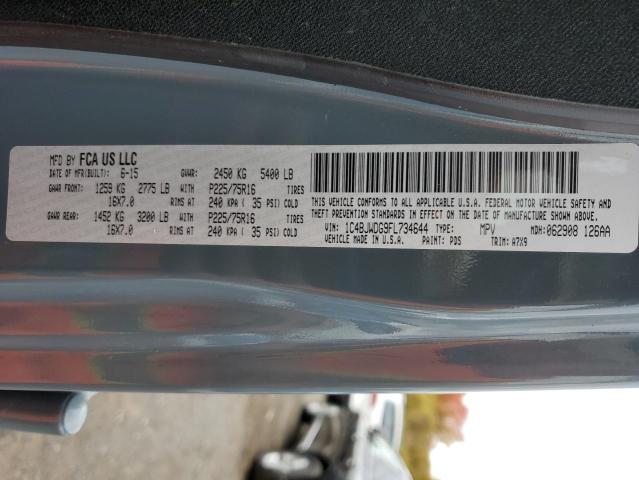 MFD BY FCA US LLC
DATE OF MFR(BUILT): 6-15 GVWR: 2450 KG 5400 LB
GAWR FRONT: 1259 KG 2775 LB WITH P225/75R16 TIRES
16X7.0 RIMS AT 240 KPA ( 35 PSI) COLD
GAWR REAR: 1452 KG 3200 LB WITH P225/75R16 TIRES
16X7.0 RIMS AT 240 KPA ( 35 PSI) COLD
THIS VEHICLE CONFORMS TO ALL APPLICABLE U.S.A. FEDERAL MOTOR VEHICLE SAFETY AND
THEFT PREVENTION STANDARDS IN EFFECT ON THE DATE OF MANUFACTURE SHOWN ABOVE.
VIN: 1C4BJWDG9FL734644 TYPE: MPV MDH: 062908 126AA
VEHICLE MADE IN U.S.A. PAINT: PDS TRIM: A7X9